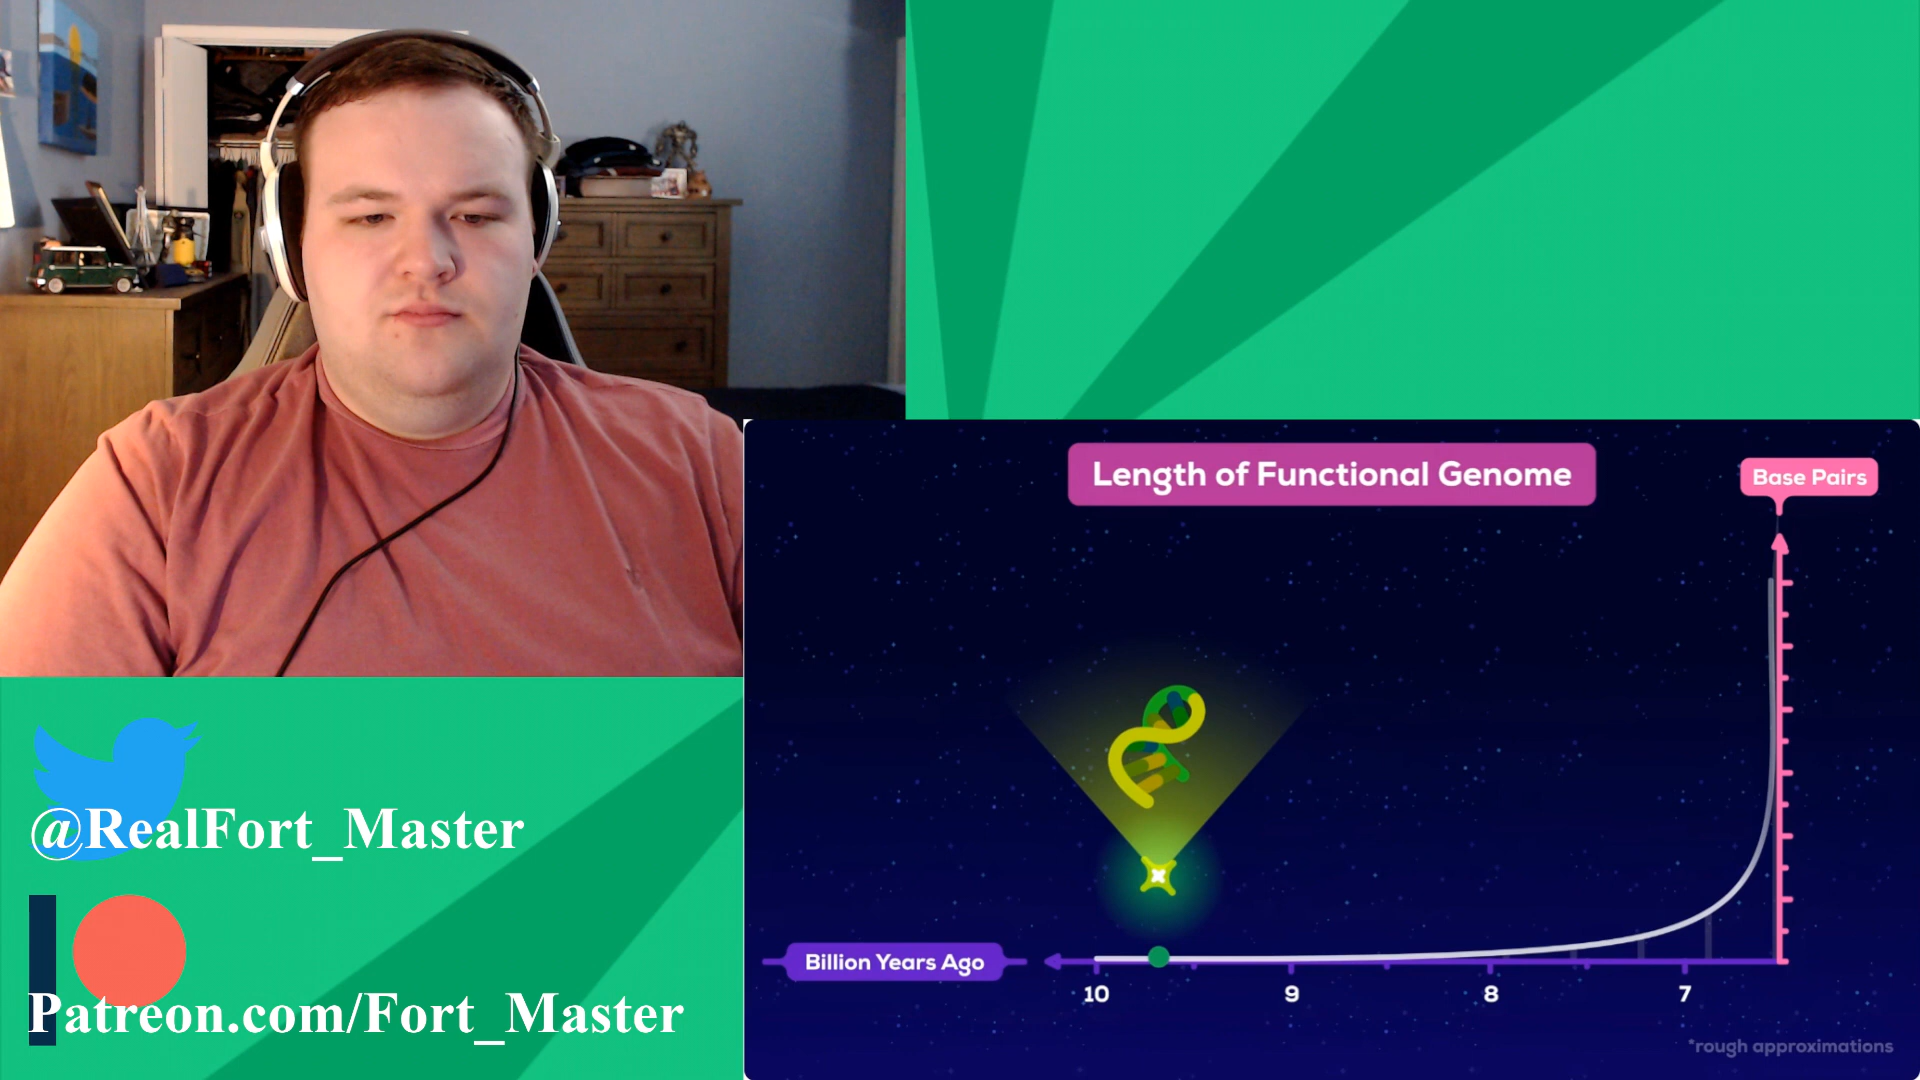 Length of Functional Genome
Base Pairs
@RealFort_Master
Billion Years Ago
10
9
8
7
Patreon.com/Fort_Master
*rough approximations